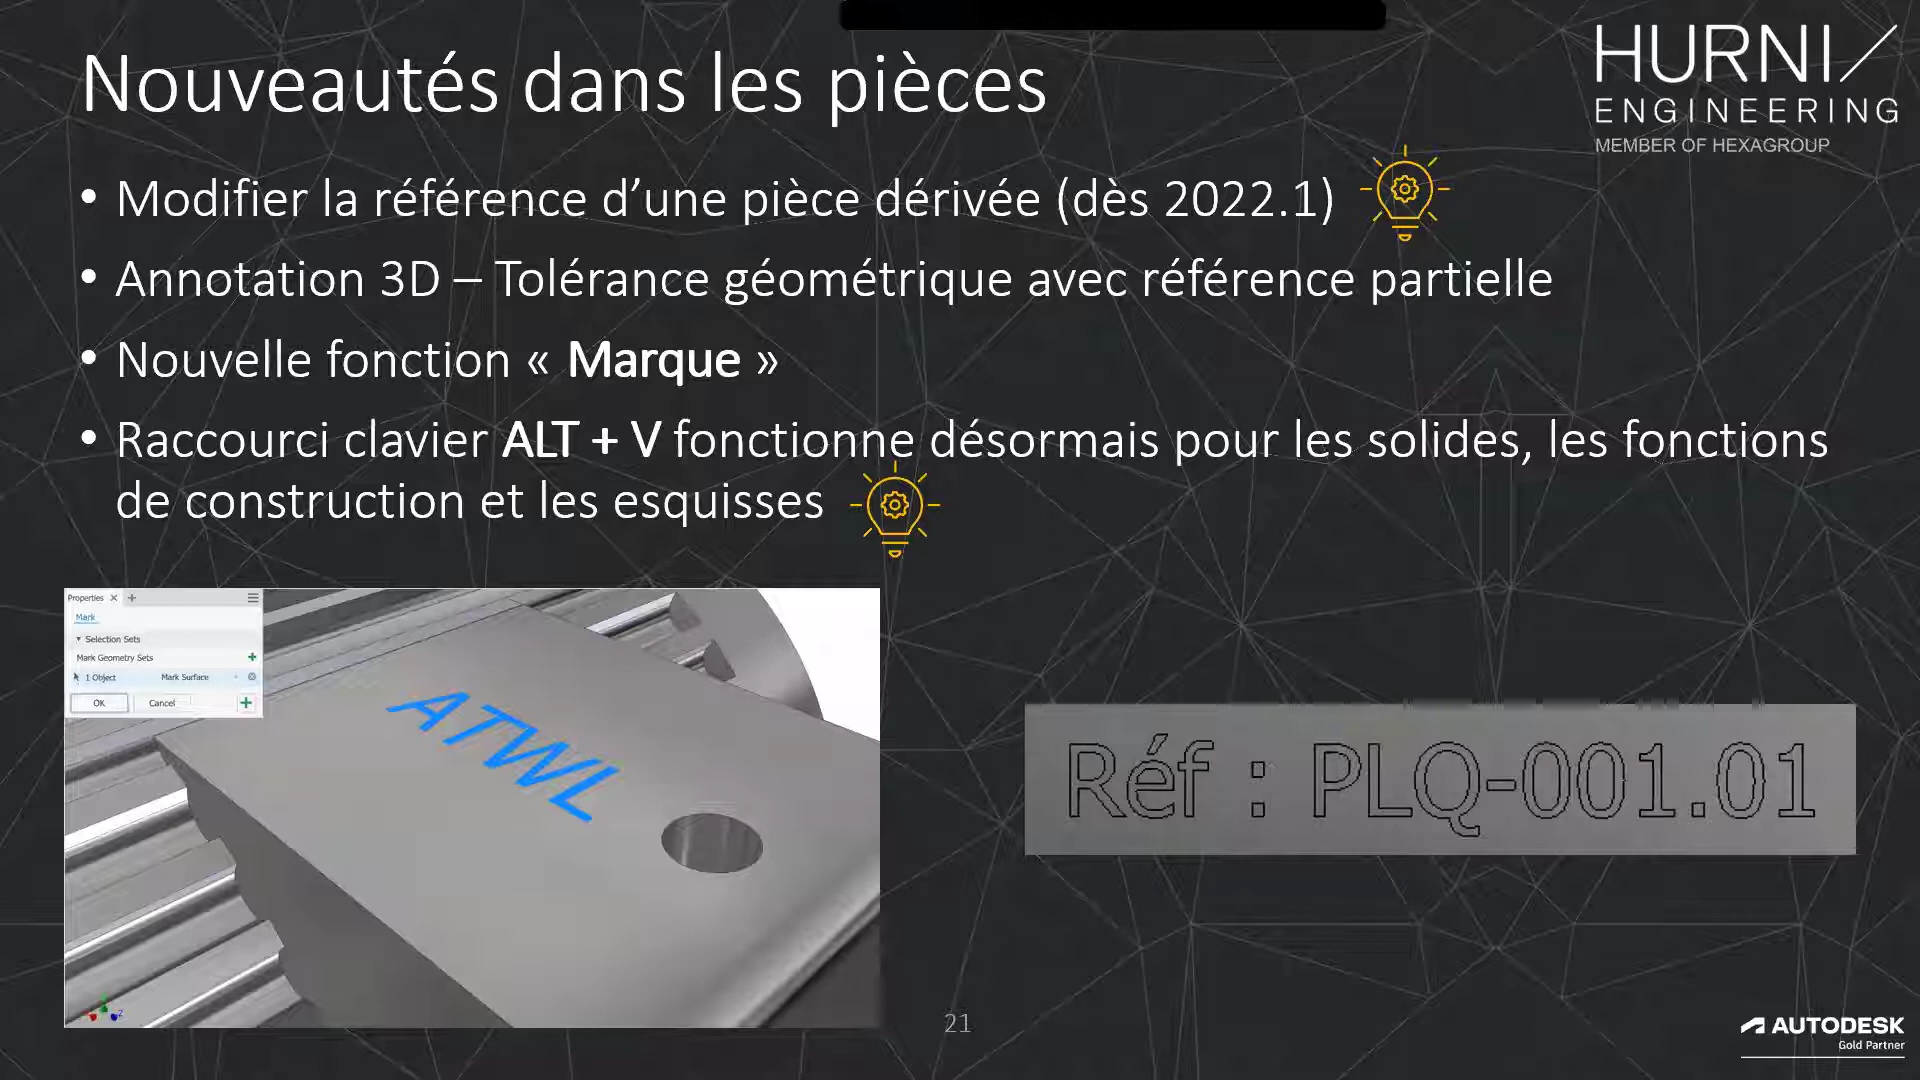 Nouveautés dans les pièces
HURNI
ENGINEERING
MEMBER OF HEXAGROUP
• Modifier la référence d’une pièce dérivée (dès 2022.1)
• Annotation 3D – Tolérance géométrique avec référence partielle
• Nouvelle fonction « Marque »
• Raccourci clavier ALT + V fonctionne désormais pour les solides, les fonctions
de construction et les esquisses
Properties
Mark
Selection Sets
Mark Geometry Sets
1 Object Mark Surface
OK Cancel
ATWL
Z
Réf : PLQ-001.01
21
AUTODESK
Gold Partner